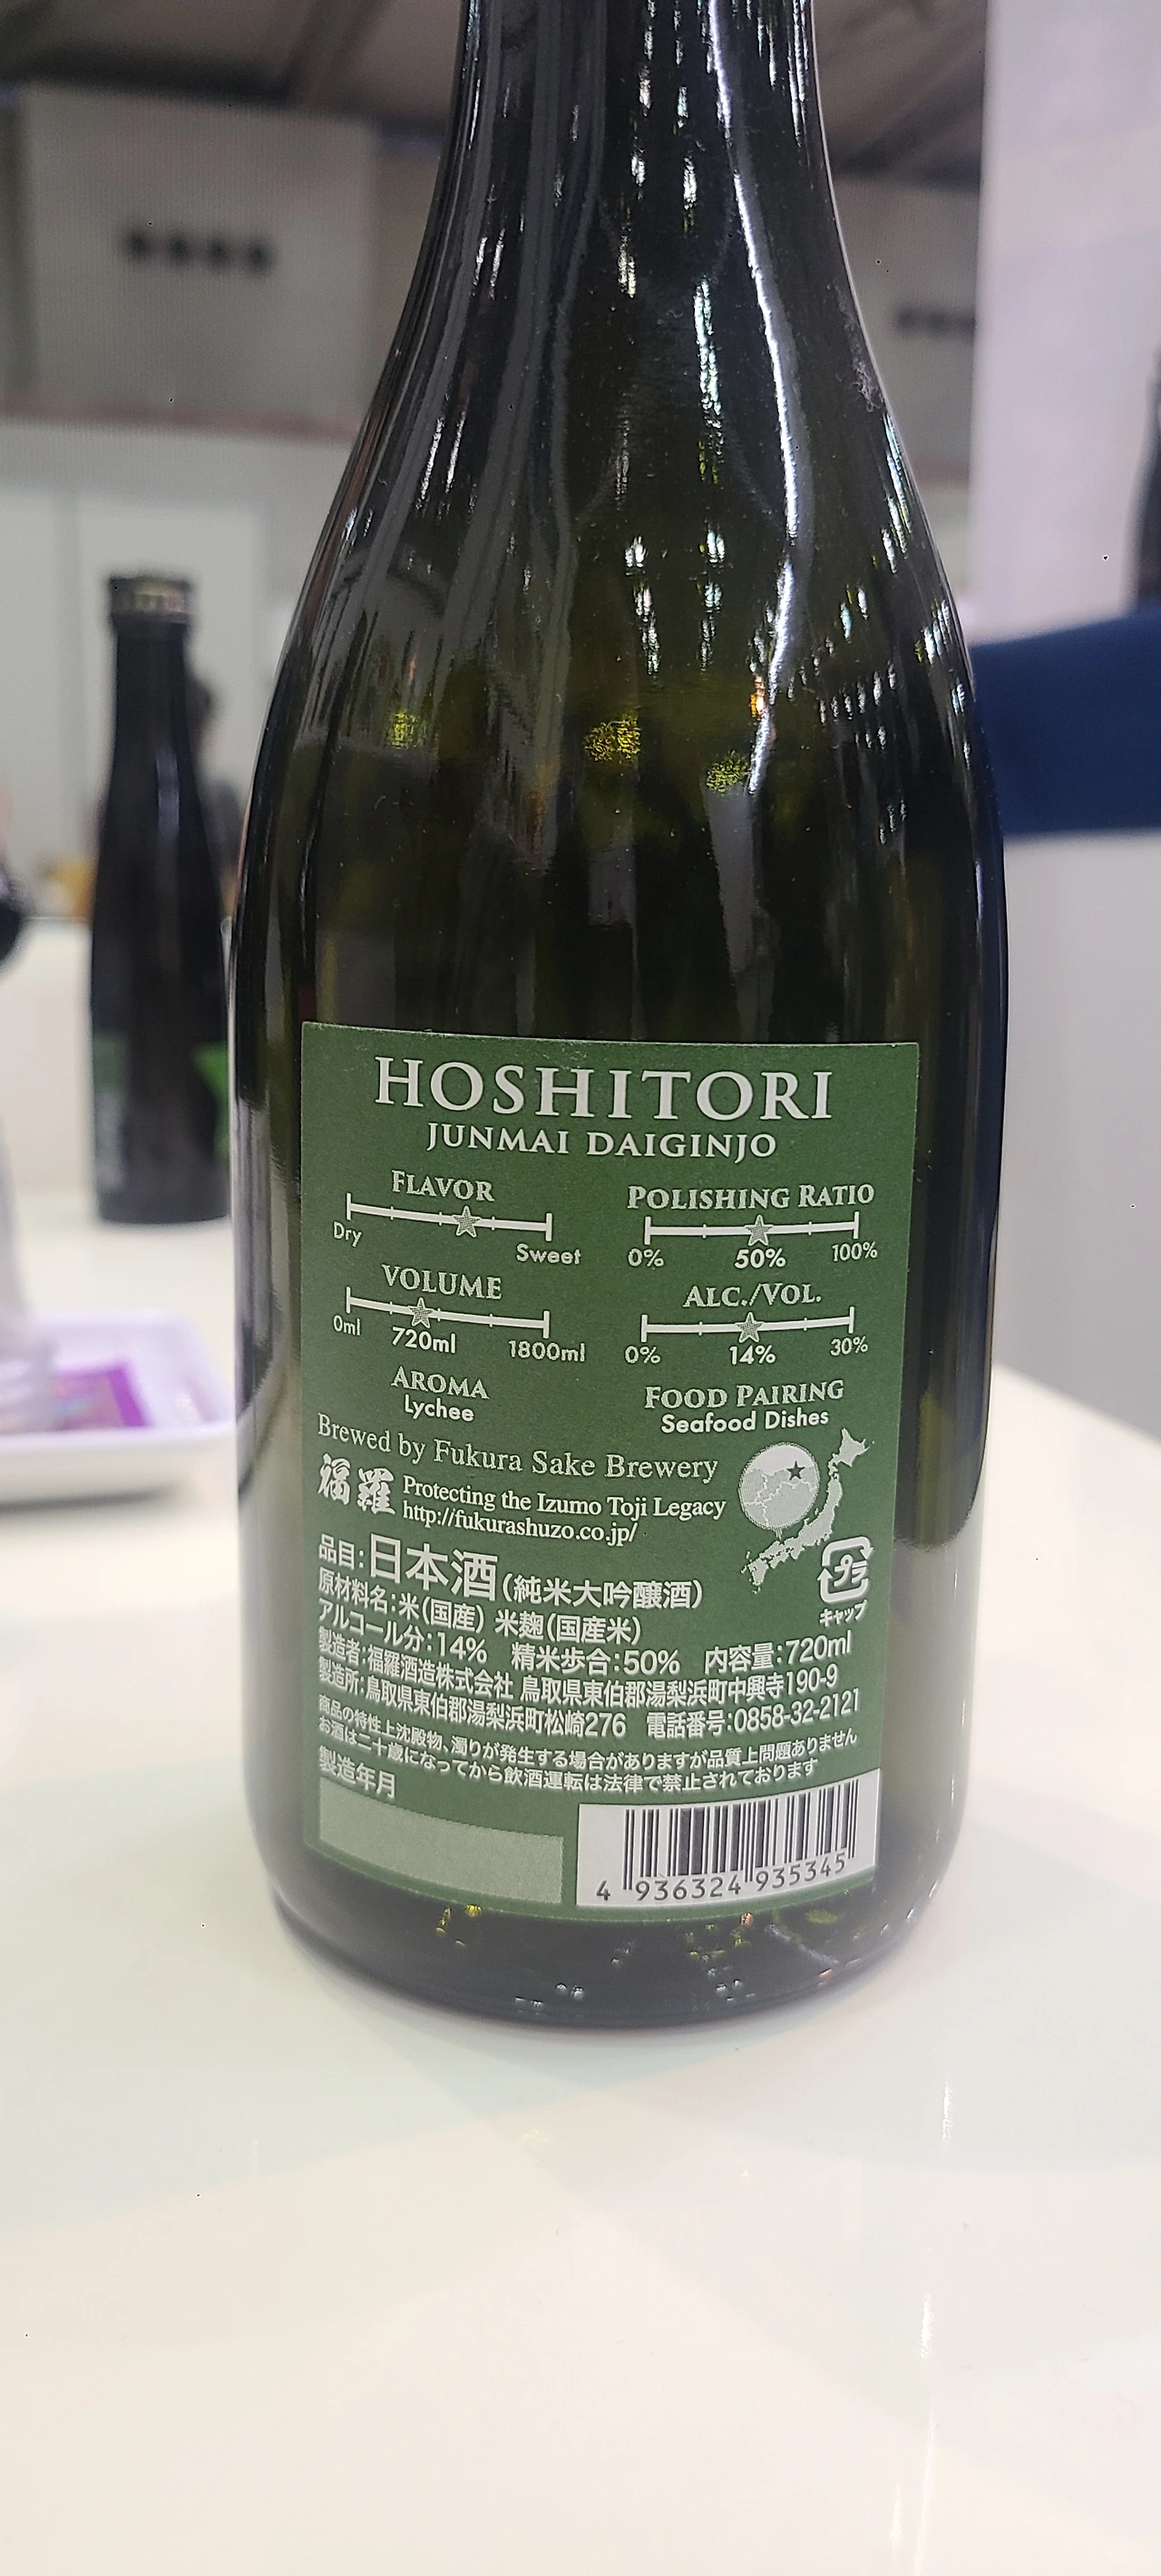 HOSHITORI
JUNMAI DAIGINJO
FLAVOR
Dry Sweet
POLISHING RATIO
0% 50% 100%
VOLUME
0ml 720ml 1800ml
ALC./VOL.
0% 14% 30%
AROMA
Lychee
FOOD PAIRING
Seafood Dishes
Brewed by Fukura Sake Brewery
福羅
Protecting the Izumo Toji Legacy
http://fukurashuzo.co.jp/
品目:日本酒(純米大吟醸酒)
原材料名:米(国産) 米麹(国産米)
アルコール分:14% 精米歩合:50% 内容量:720ml
製造者:福羅酒造株式会社 鳥取県東伯郡湯梨浜町中興寺190-9
製造所:鳥取県東伯郡湯梨浜町松崎276 電話番号:0858-32-2121
商品の特性上沈殿物、濁りが発生する場合がありますが品質上問題ありません
お酒は二十歳になってから飲酒運転は法律で禁止されております
製造年月
プラ
キャップ
4 936324 935345